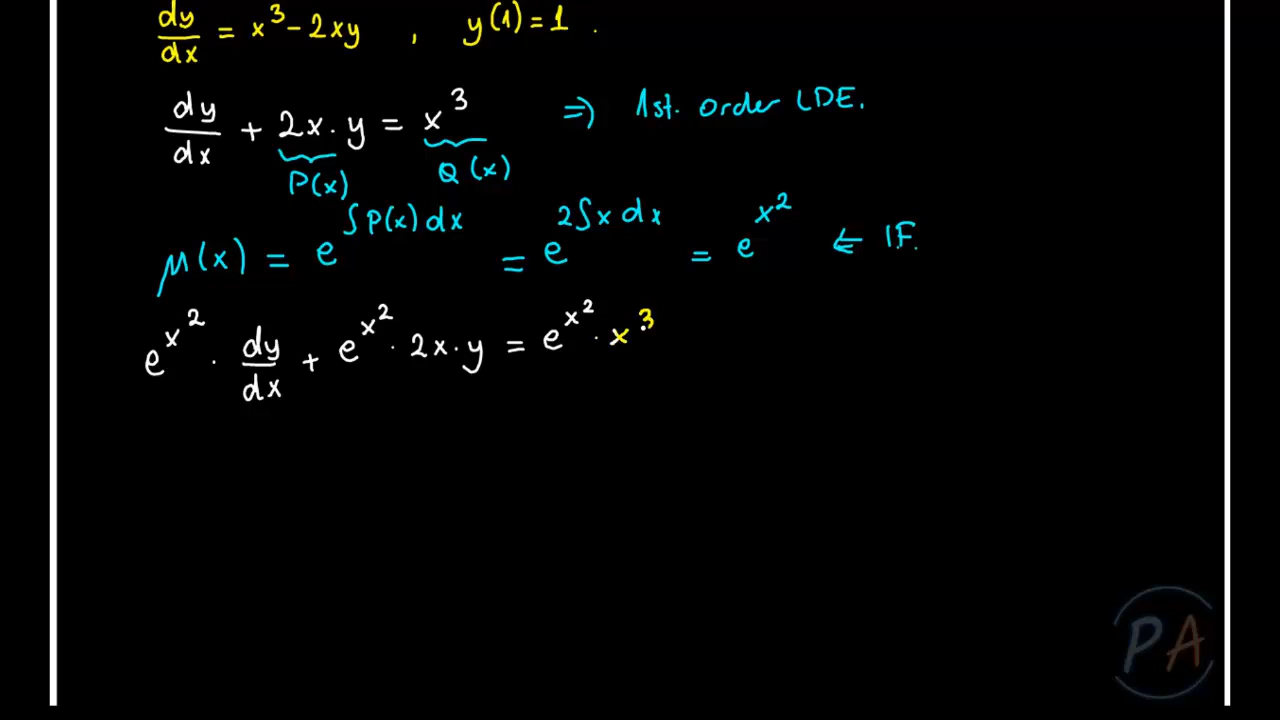 dy/dx = x³ - 2xy , y(1) = 1 .
dy/dx + 2x · y = x³ ⇒ 1st. order LDE.
P(x) Q(x)
μ(x) = e^{∫P(x)dx} = e^{2∫x dx} = e^{x²} ⇐ I.F.
e^{x²} · dy/dx + e^{x²} · 2x · y = e^{x²} · x³
PA